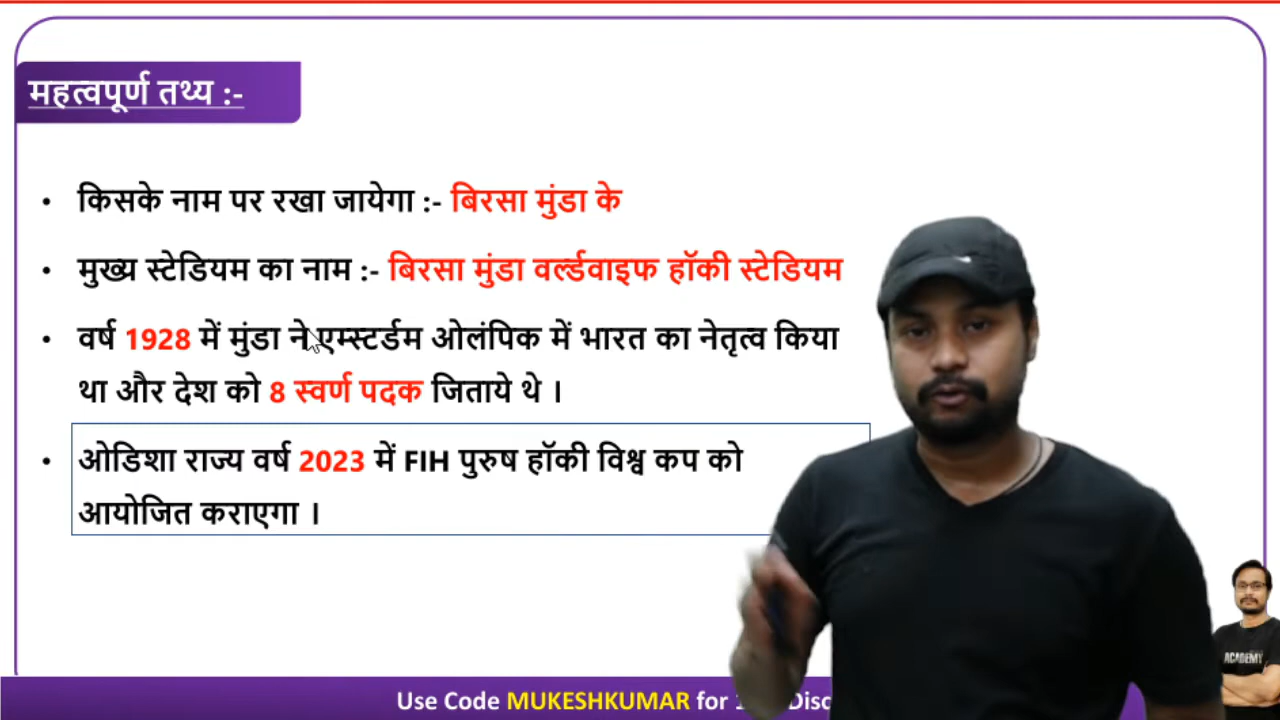 महत्वपूर्ण तथ्य :-
• किसके नाम पर रखा जायेगा :- बिरसा मुंडा के
• मुख्य स्टेडियम का नाम :- बिरसा मुंडा वर्ल्डवाइफ हॉकी स्टेडियम
• वर्ष 1928 में मुंडा ने एम्स्टर्डम ओलंपिक में भारत का नेतृत्व किया
था और देश को 8 स्वर्ण पदक जिताये थे ।
• ओडिशा राज्य वर्ष 2023 में FIH पुरुष हॉकी विश्व कप को
आयोजित कराएगा ।
ACADEMY
Use Code MUKESHKUMAR for